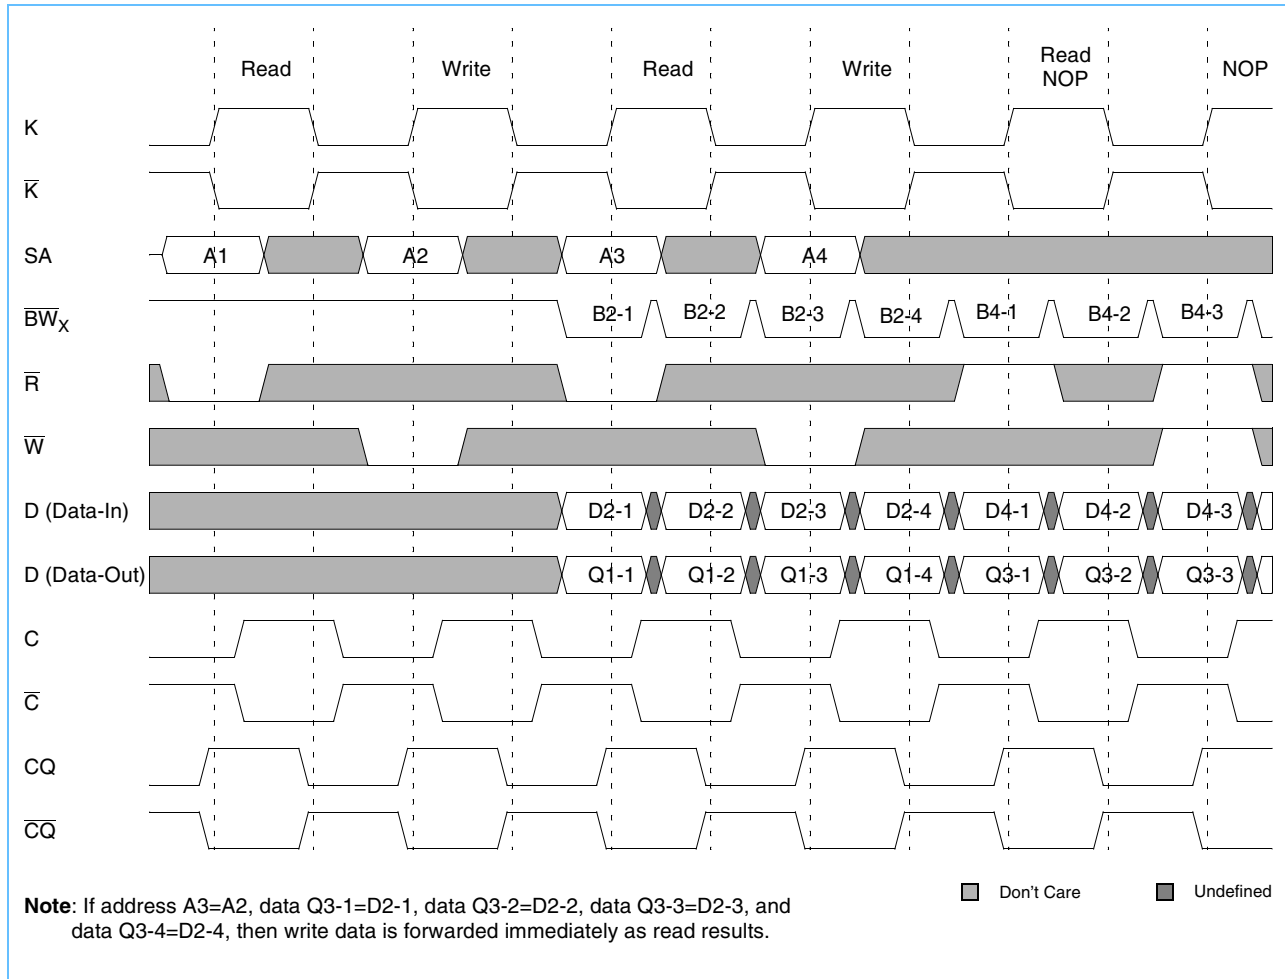 Read Write Read Write Read NOP NOP
K
K̅
SA A1 A2 A3 A4
B̅W̅X B2-1 B2-2 B2-3 B2-4 B4-1 B4-2 B4-3
R̅
W̅
D (Data-In) D2-1 D2-2 D2-3 D2-4 D4-1 D4-2 D4-3
D (Data-Out) Q1-1 Q1-2 Q1-3 Q1-4 Q3-1 Q3-2 Q3-3
C
C̅
CQ
C̅Q̅
Don't Care Undefined
Note: If address A3=A2, data Q3-1=D2-1, data Q3-2=D2-2, data Q3-3=D2-3, and
data Q3-4=D2-4, then write data is forwarded immediately as read results.